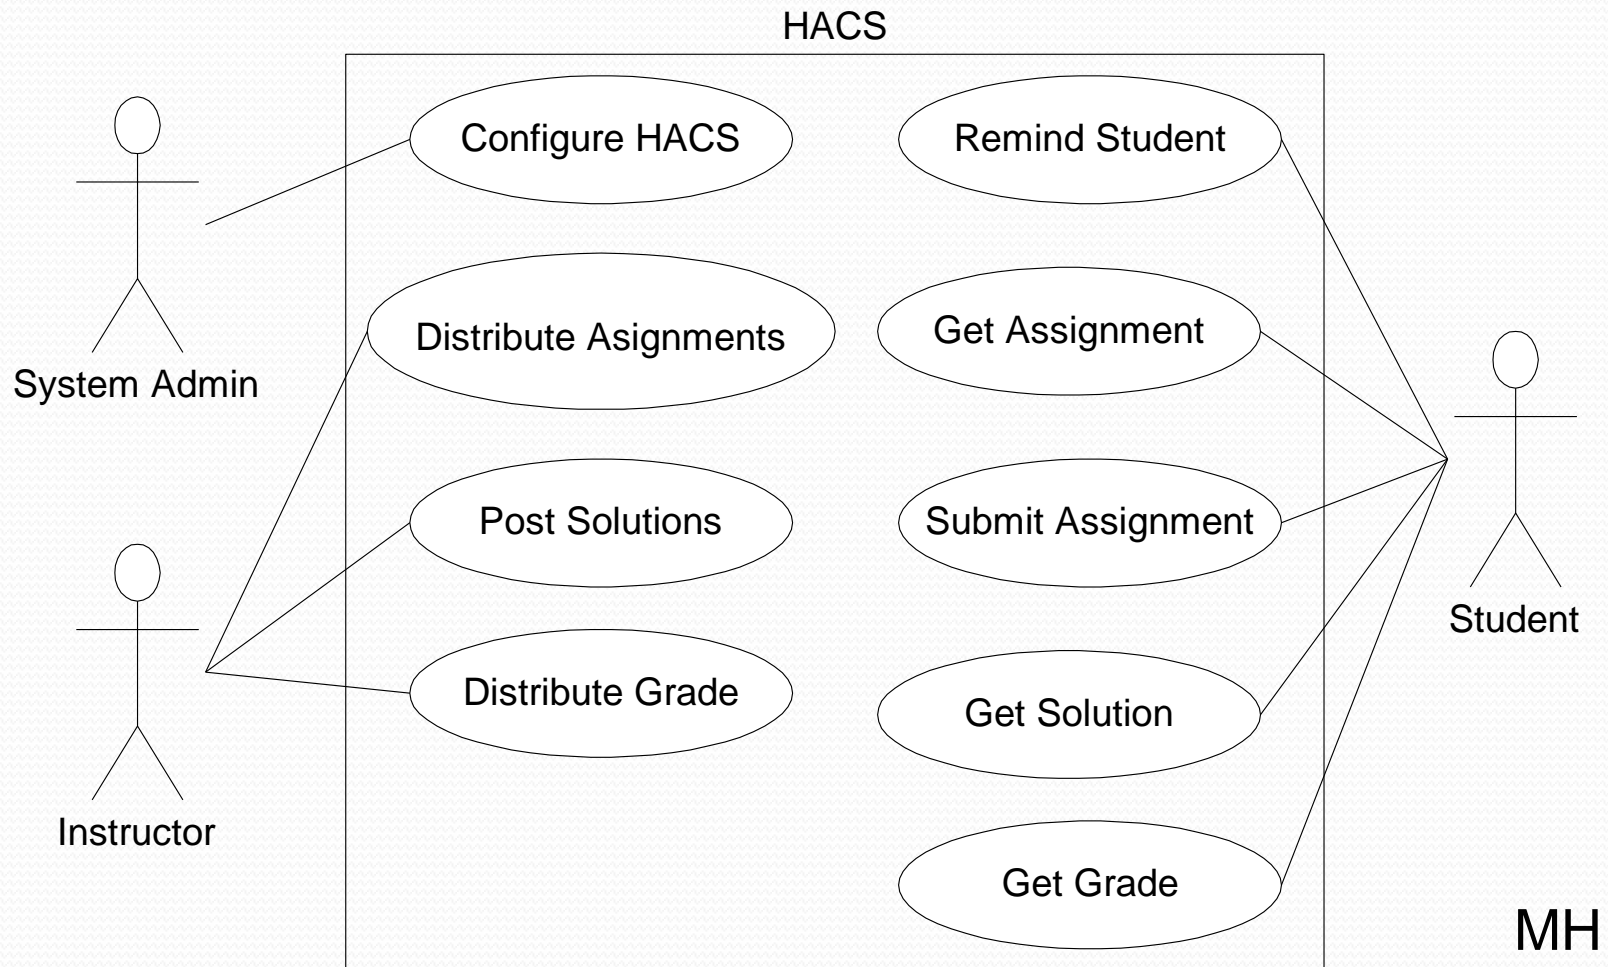 HACS
Configure HACS
Remind Student
Distribute Asignments
Get Assignment
System Admin
Post Solutions
Submit Assignment
Student
Distribute Grade
Get Solution
Instructor
Get Grade
MH